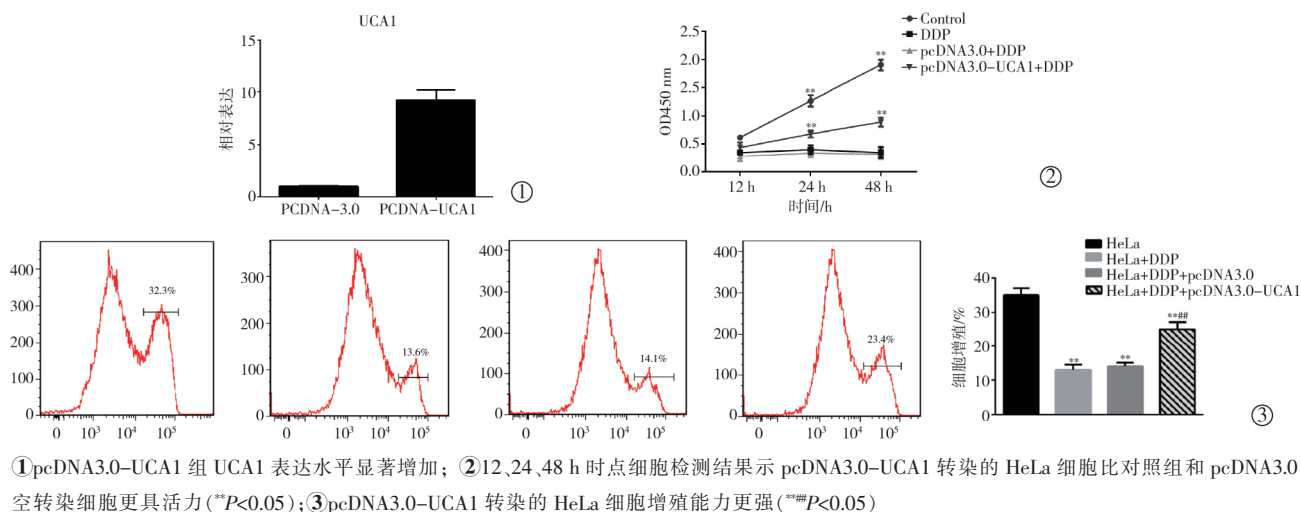 UCA1
15
10
5
0
相对表达
PCDNA-3.0 PCDNA-UCA1
①
Control
DDP
pcDNA3.0+DDP
pcDNA3.0-UCA1+DDP
2.5
2.0
1.5
1.0
0.5
0.0
OD450 nm
** ** ** **
12 h 24 h 48 h
时间/h
②
400
300
200
100
0
32.3%
0 10³ 10⁴ 10⁵
300
200
100
0
13.6%
0 10³ 10⁴ 10⁵
400
300
200
100
0
14.1%
0 10³ 10⁴ 10⁵
400
300
200
100
0
23.4%
0 10³ 10⁴ 10⁵
HeLa
HeLa+DDP
HeLa+DDP+pcDNA3.0
HeLa+DDP+pcDNA3.0-UCA1
40
30
20
10
0
细胞增殖/%
** ** **##
③
①pcDNA3.0-UCA1 组 UCA1 表达水平显著增加；②12、24、48 h 时点细胞检测结果示 pcDNA3.0-UCA1 转染的 HeLa 细胞比对照组和 pcDNA3.0
空转染细胞更具活力(**P<0.05)；③pcDNA3.0-UCA1 转染的 HeLa 细胞增殖能力更强(**##P<0.05)